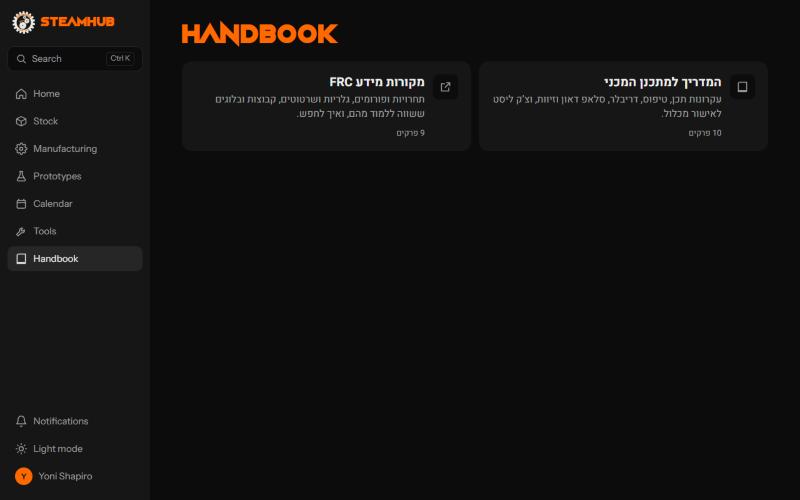 STEAMHUB
Search Ctrl K
Home
Stock
Manufacturing
Prototypes
Calendar
Tools
Handbook
Notifications
Light mode
Y Yoni Shapiro
HANDBOOK
המדריך למתכנן המכני
עקרונות תכן, טיפוס, דריבלר, סלאפ דאון וזיוות, וצ'ק ליסט
לאישור מכלול.
10 פרקים
מקורות מידע FRC
תחרויות ופורומים, גלריות ושרטוטים, קבוצות ובלוגים
ששווה ללמוד מהם, ואיך לחפש.
9 פרקים